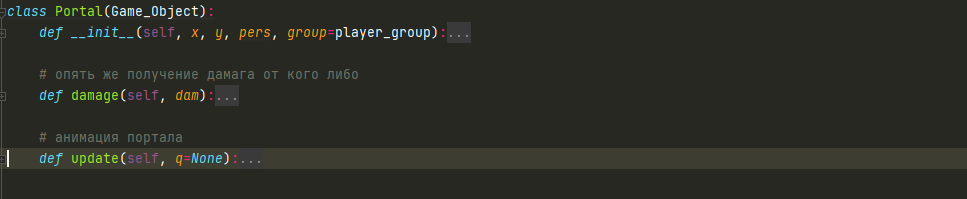 class Portal(Game_Object):
def __init__(self, x, y, pers, group=player_group):...
# опять же получение дамага от кого либо
def damage(self, dam):...
# анимация портала
def update(self, q=None):...